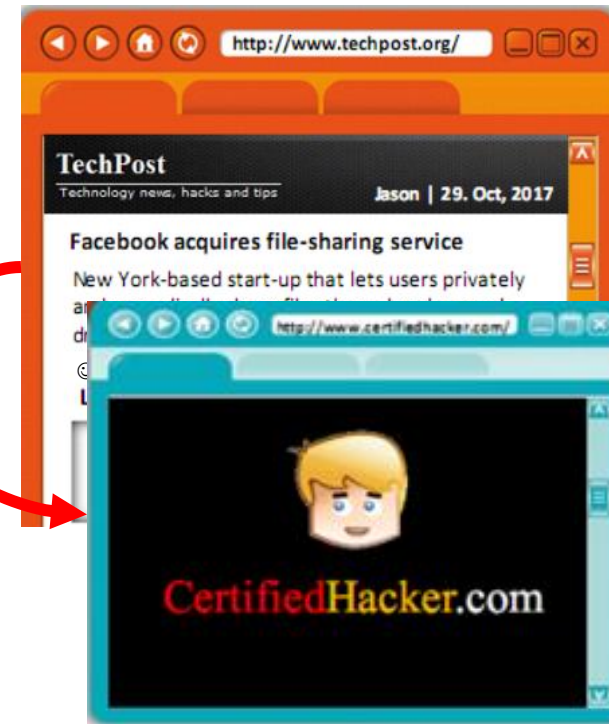 http://www.techpost.org/
TechPost
Technology news, hacks and tips
Jason | 29. Oct, 2017
Facebook acquires file-sharing service
New York-based start-up that lets users privately
http://www.certifiedhacker.com/
CertifiedHacker.com